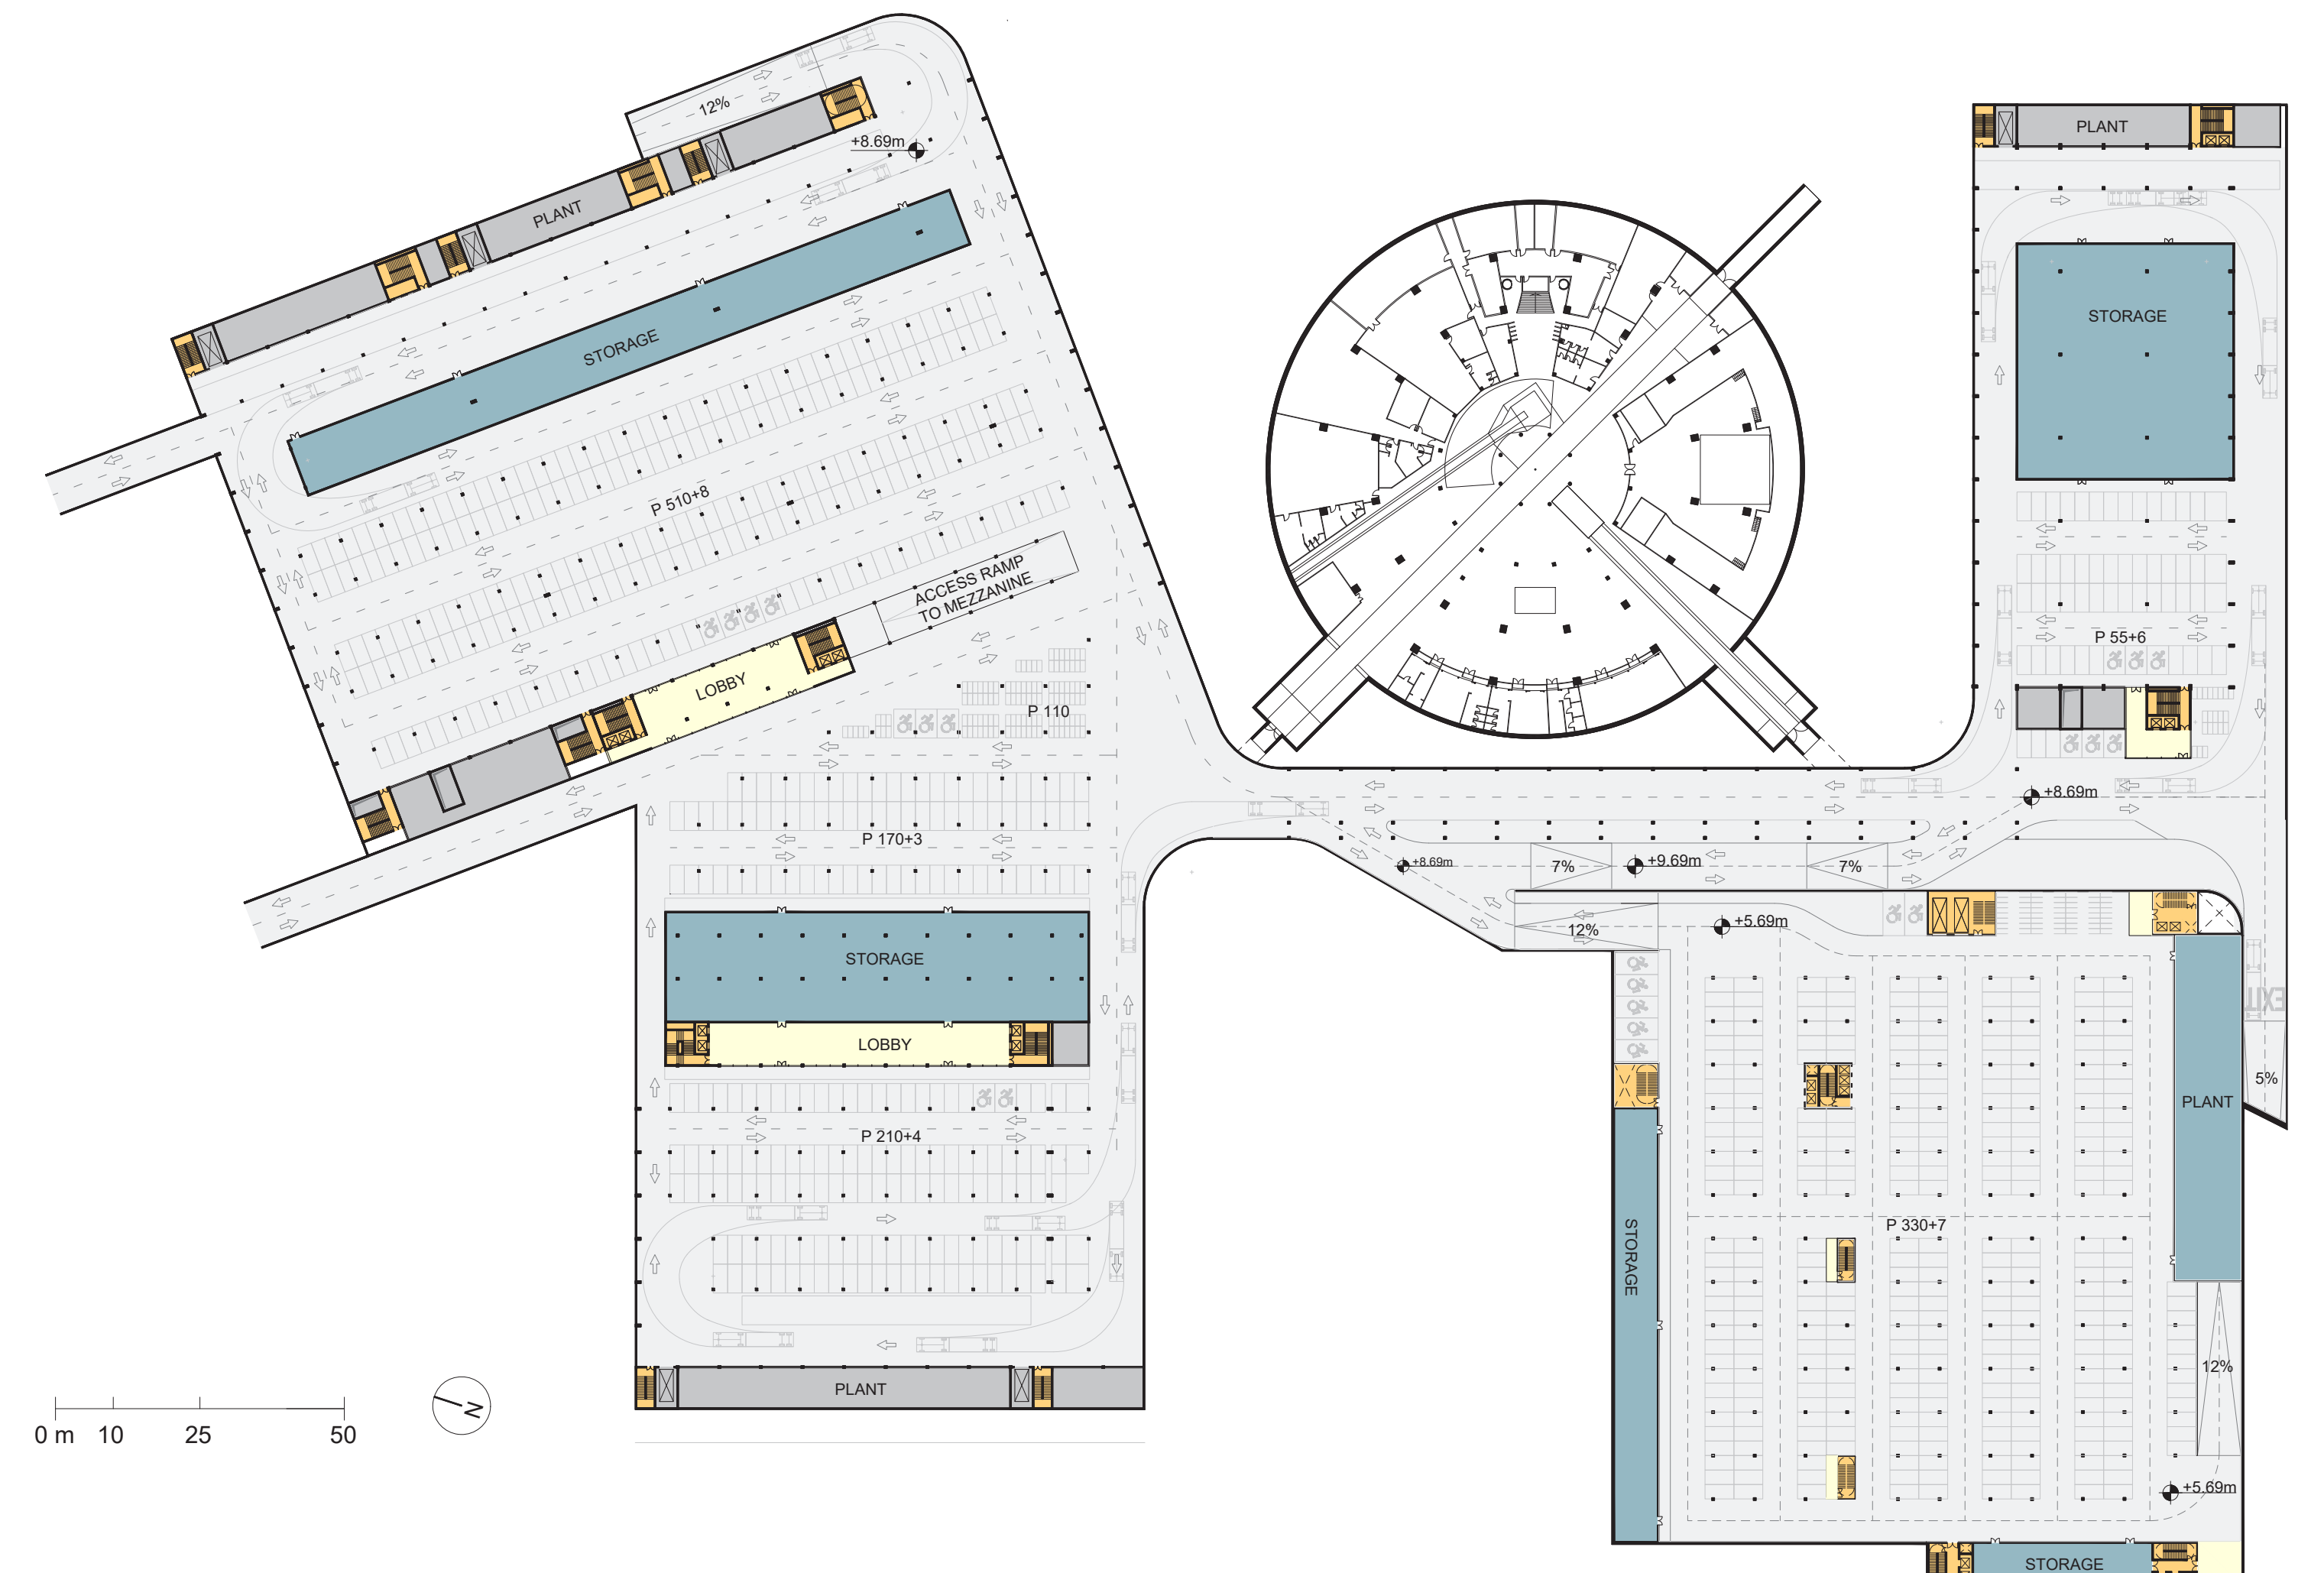 12%
+8.69m
PLANT
STORAGE
P 510+8
ACCESS RAMP
TO MEZZANINE
LOBBY
P 110
P 170+3
STORAGE
LOBBY
P 210+4
PLANT
0 m 10 25 50
N
PLANT
STORAGE
P 55+6
+8.69m
+8.69m
7%
+9.69m
7%
12%
+5.69m
EXIT
5%
PLANT
STORAGE
P 330+7
12%
+5.69m
STORAGE